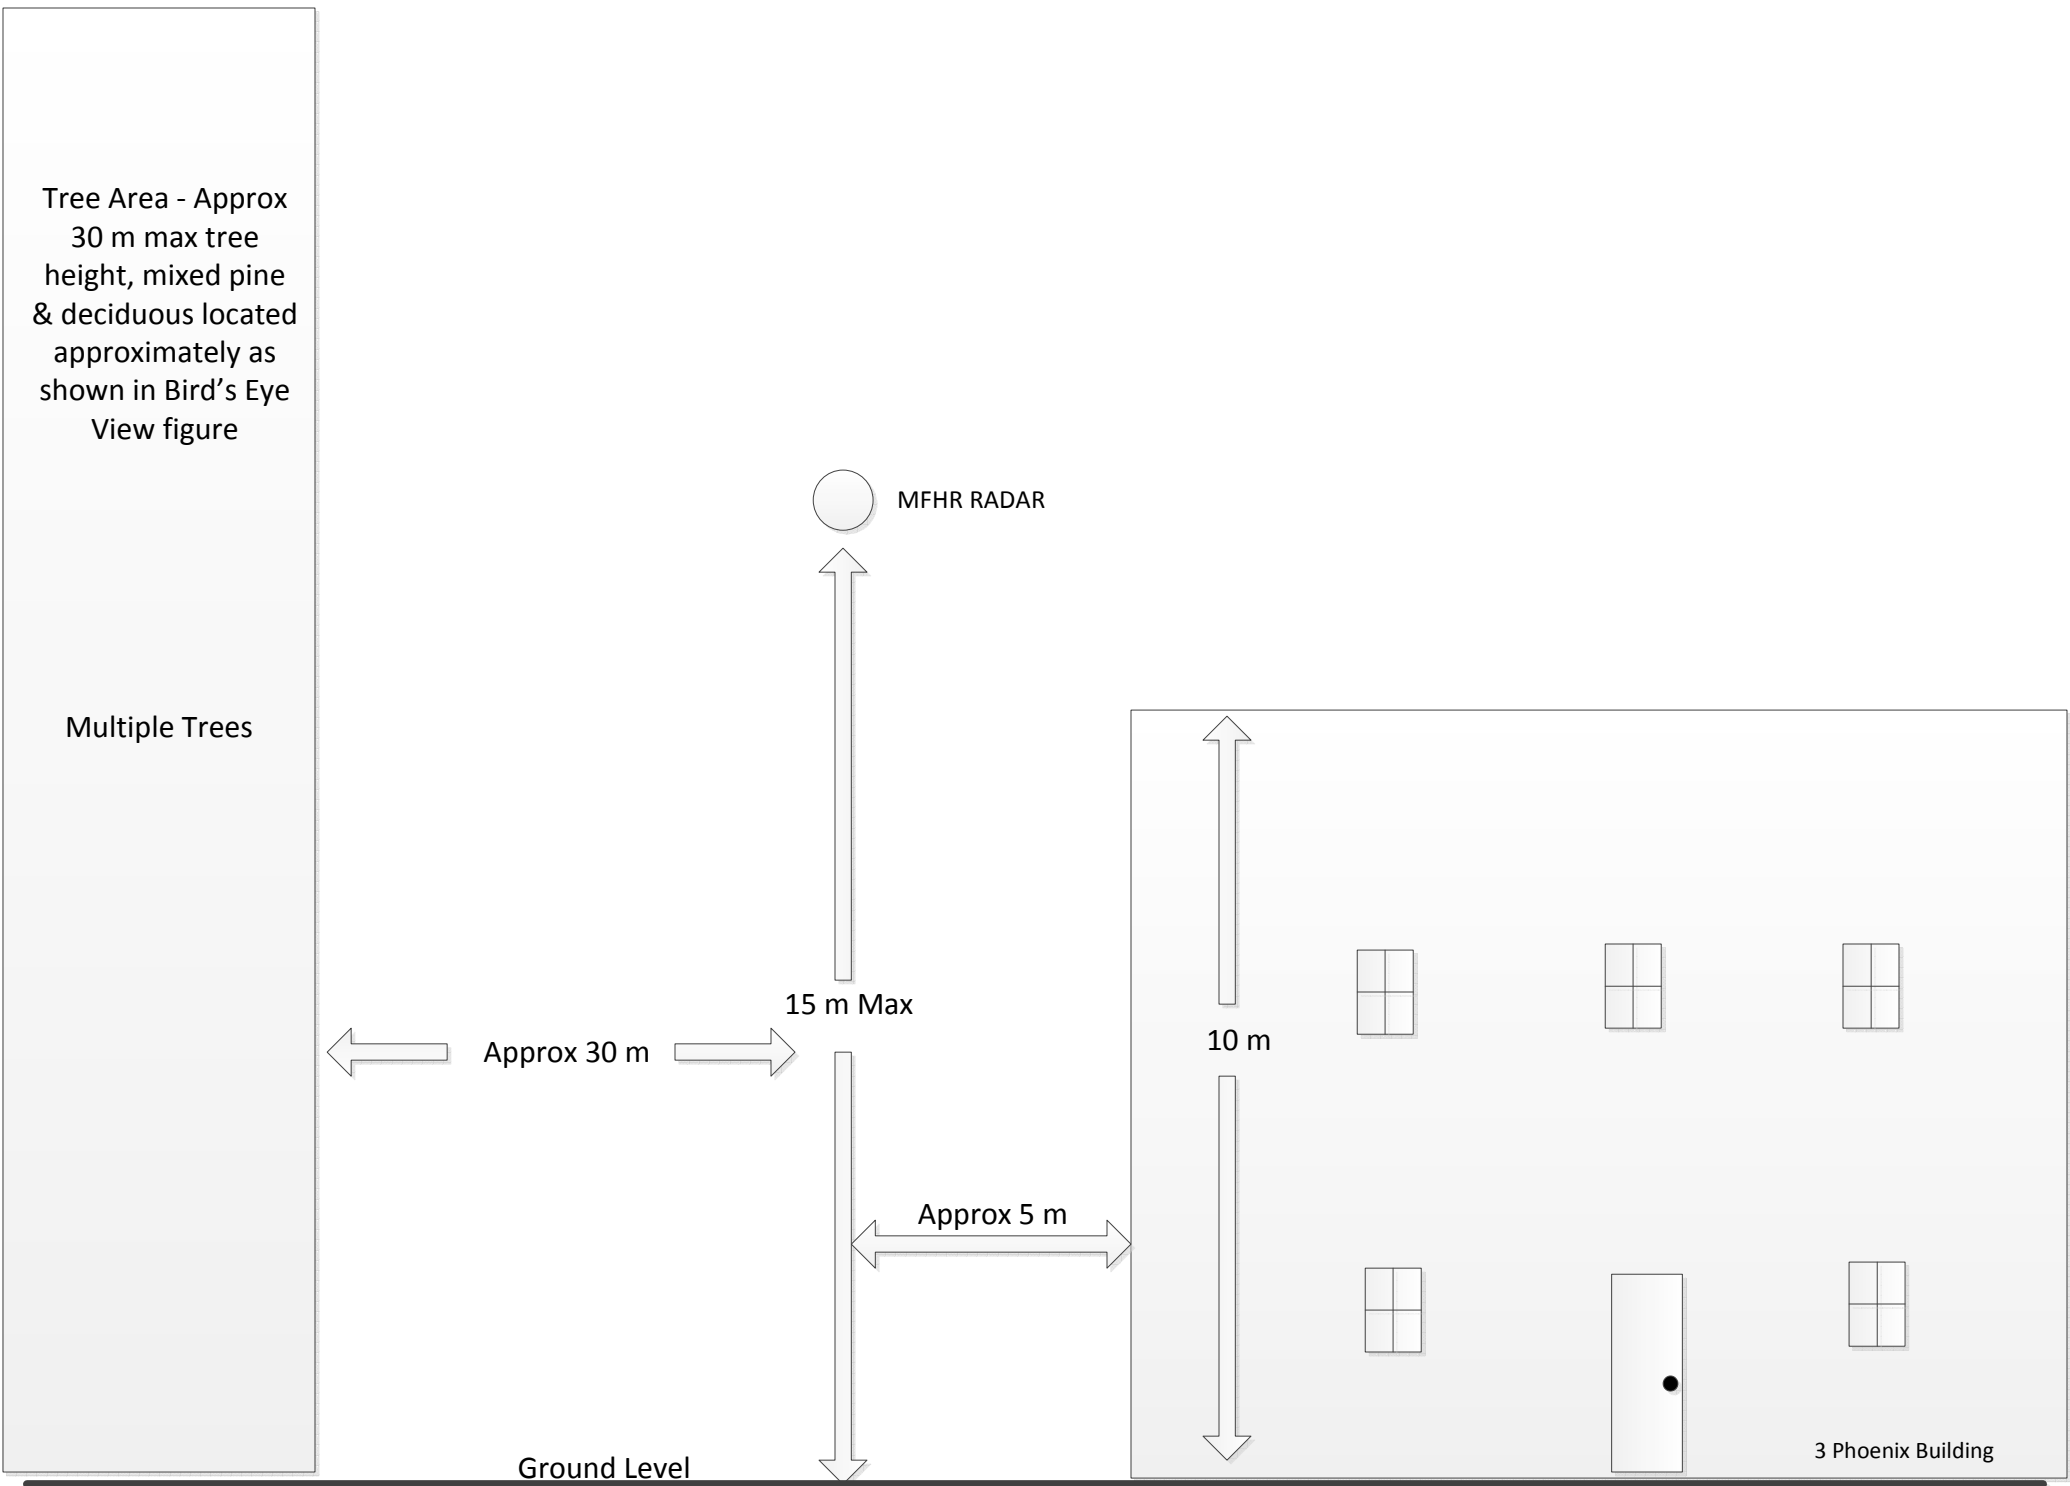 Tree Area - Approx
30 m max tree
height, mixed pine
& deciduous located
approximately as
shown in Bird’s Eye
View figure
MFHR RADAR
Multiple Trees
15 m Max
Approx 30 m
10 m
Approx 5 m
3 Phoenix Building
Ground Level